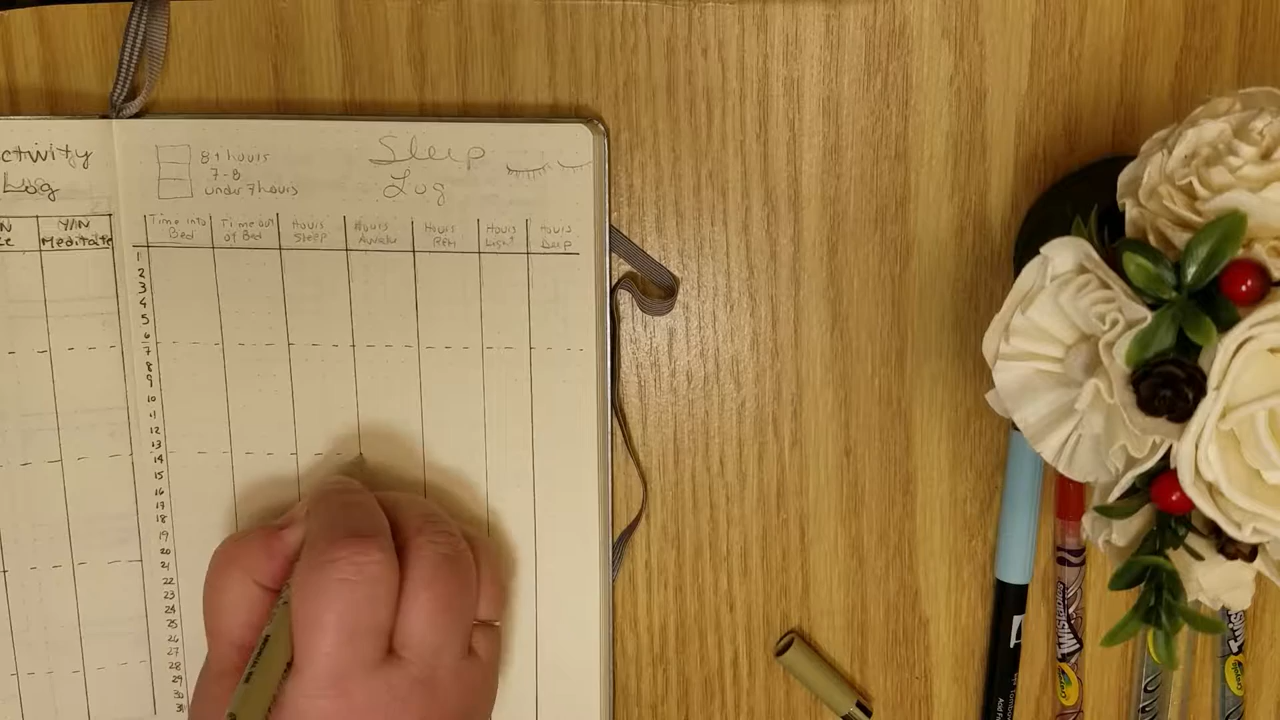 ctivity
Log
Y/N
Meditate
8+ hours
7-8
under 7 hours
Sleep
Log
Time into
Bed
Time out
of Bed
Hours
Sleep
Hours
Awake
Hours
REM
Hours
Light
Hours
Deep
1
2
3
4
5
6
7
8
9
10
11
12
13
14
15
16
17
18
19
20
21
22
23
24
25
26
27
28
29
30
31
Twistables
Crayola